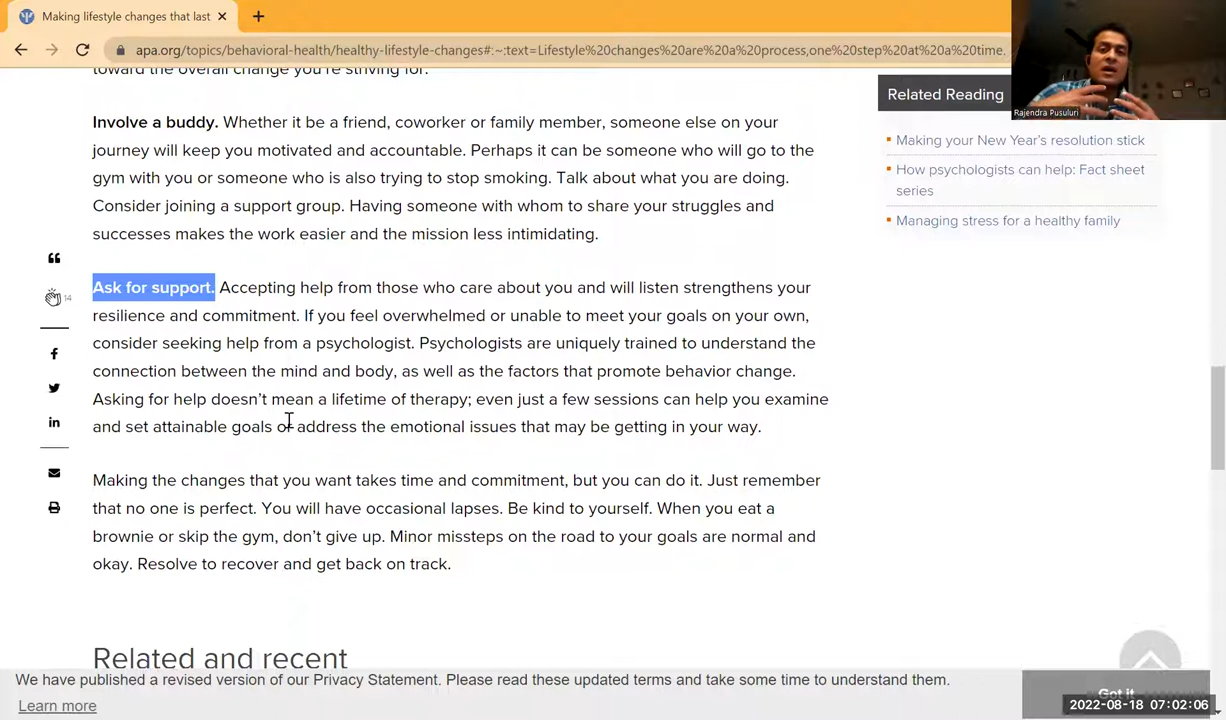 Making lifestyle changes that last
apa.org/topics/behavioral-health/healthy-lifestyle-changes#:~:text=Lifestyle%20changes%20are%20a%20process,one%20step%20at%20a%20time.
Rajendra Pusuluri
toward the overall change you're striving for.
Involve a buddy. Whether it be a friend, coworker or family member, someone else on your
journey will keep you motivated and accountable. Perhaps it can be someone who will go to the
gym with you or someone who is also trying to stop smoking. Talk about what you are doing.
Consider joining a support group. Having someone with whom to share your struggles and
successes makes the work easier and the mission less intimidating.
Related Reading
Making your New Year's resolution stick
How psychologists can help: Fact sheet
series
Managing stress for a healthy family
14
Ask for support. Accepting help from those who care about you and will listen strengthens your
resilience and commitment. If you feel overwhelmed or unable to meet your goals on your own,
consider seeking help from a psychologist. Psychologists are uniquely trained to understand the
connection between the mind and body, as well as the factors that promote behavior change.
Asking for help doesn't mean a lifetime of therapy; even just a few sessions can help you examine
and set attainable goals or address the emotional issues that may be getting in your way.
Making the changes that you want takes time and commitment, but you can do it. Just remember
that no one is perfect. You will have occasional lapses. Be kind to yourself. When you eat a
brownie or skip the gym, don't give up. Minor missteps on the road to your goals are normal and
okay. Resolve to recover and get back on track.
Related and recent
We have published a revised version of our Privacy Statement. Please read these updated terms and take some time to understand them.
Learn more
Got it
2022-08-18 07:02:06